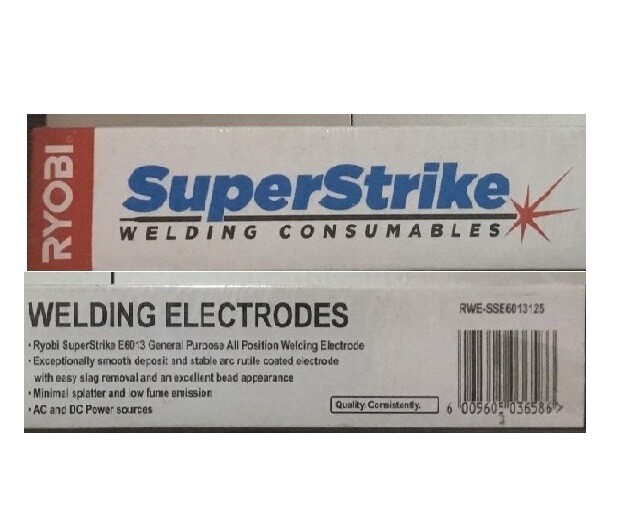 RYOBI
SuperStrike
WELDING CONSUMABLES
WELDING ELECTRODES
RWE-SSE6013125
• Ryobi SuperStrike E6013 General Purpose All Position Welding Electrode
• Exceptionally smooth deposit and stable arc rutile coated electrode
with easy slag removal and an excellent bead appearance
• Minimal splatter and low fume emission
• AC and DC Power sources
Quality. Consistently.
6 009605 036586 >